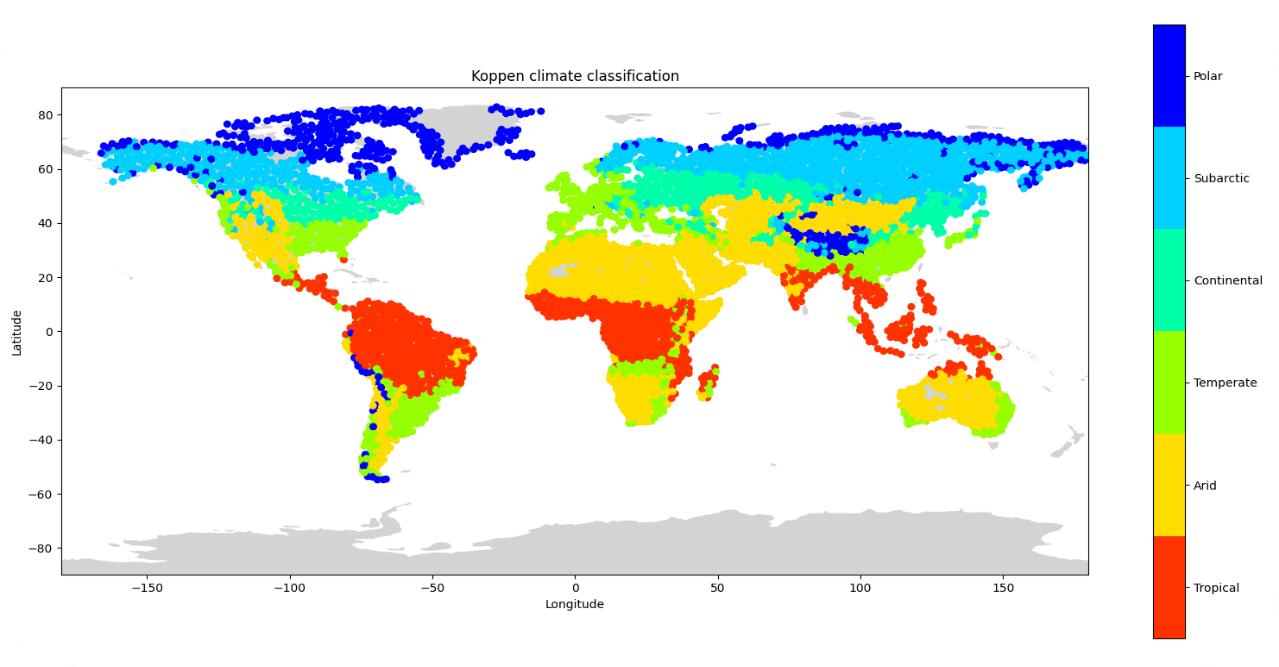 Koppen climate classification
80
60
40
20
0
−20
−40
−60
−80
Latitude
−150
−100
−50
0
50
100
150
Longitude
Polar
Subarctic
Continental
Temperate
Arid
Tropical